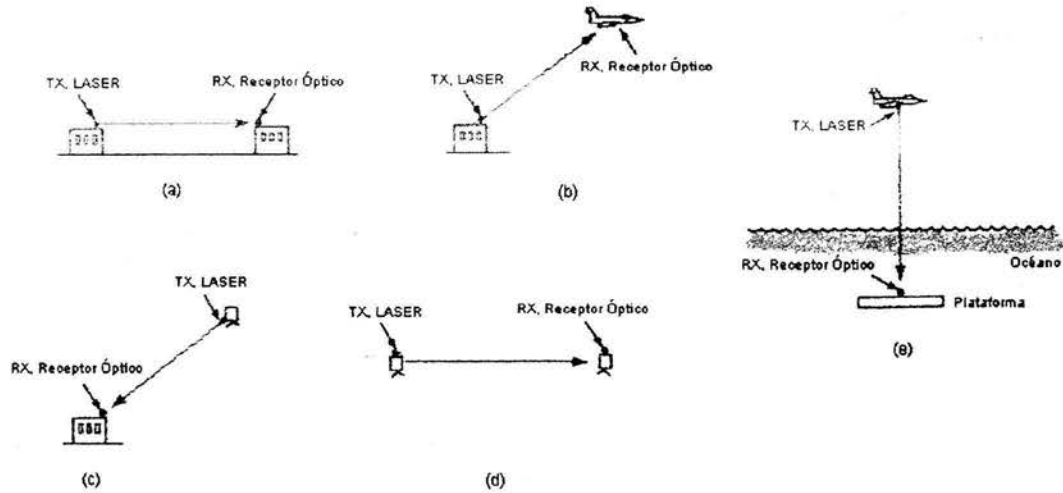 TX, LASER
RX, Receptor Óptico
(a)
TX, LASER
RX, Receptor Óptico
(b)
TX, LASER
RX, Receptor Óptico
(c)
TX, LASER
RX, Receptor Óptico
(d)
TX, LASER
Océano
RX, Receptor Óptico
Plataforma
(e)